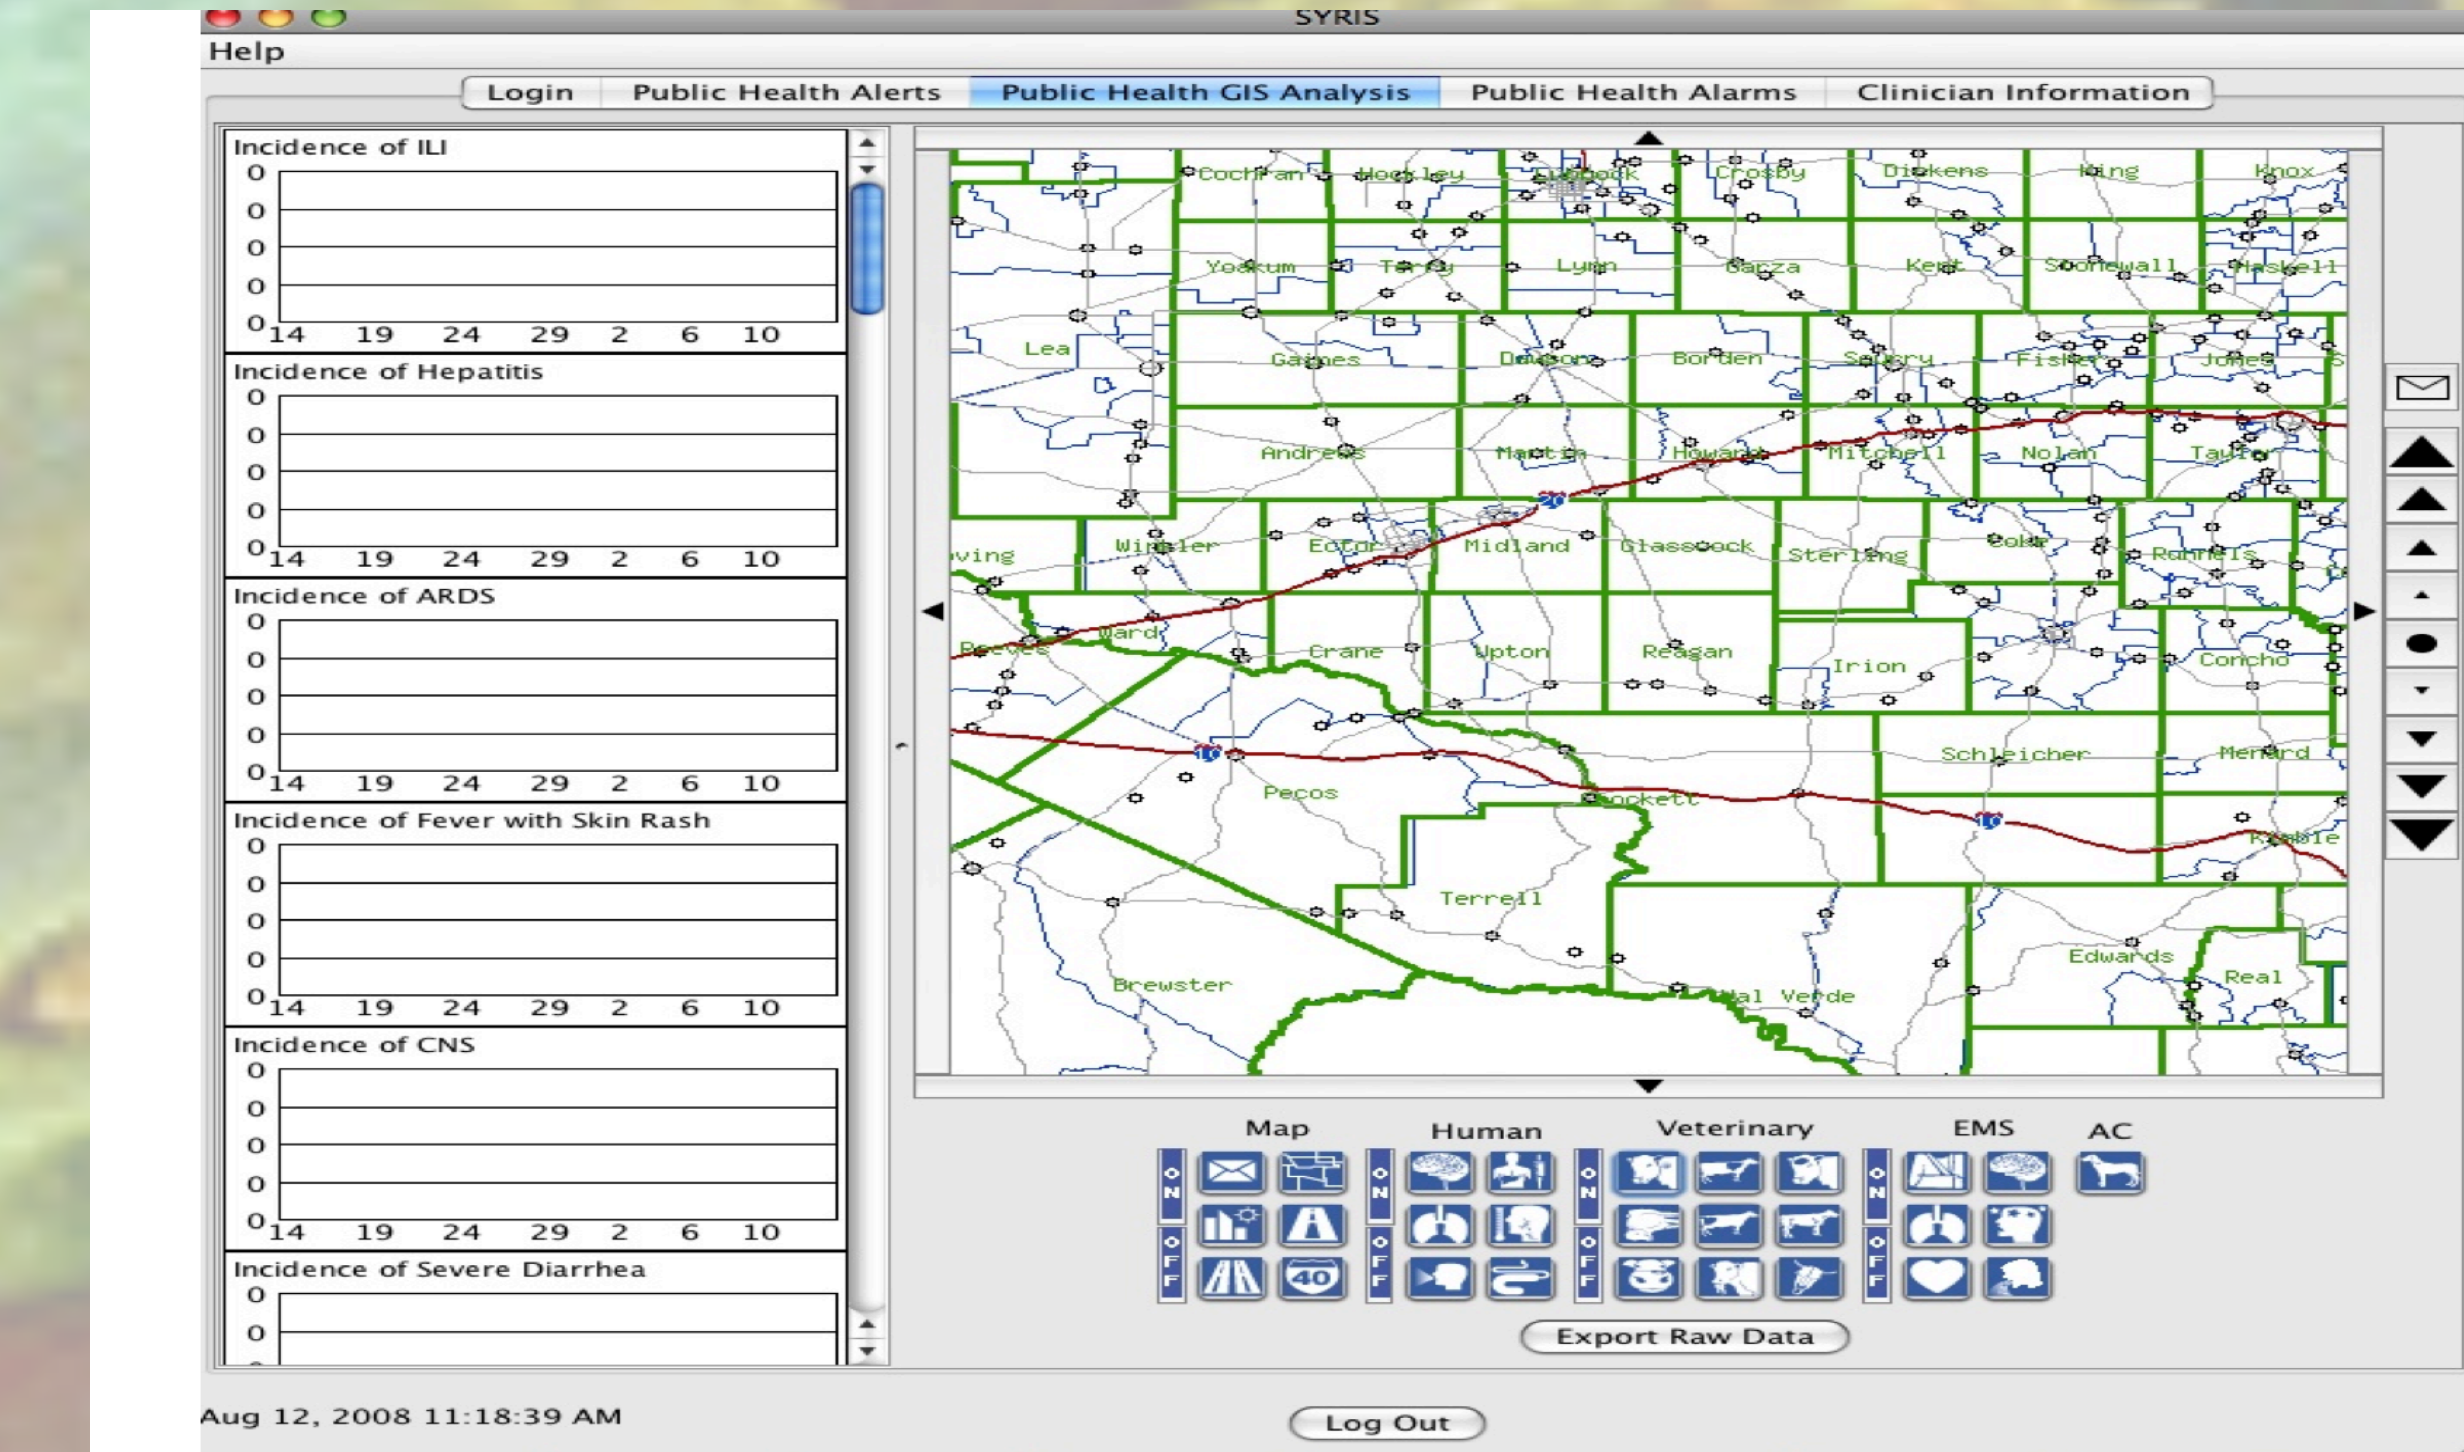 SYRIS
Help
Login Public Health Alerts Public Health GIS Analysis Public Health Alarms Clinician Information
Incidence of ILI
0
0
0
0
0
14 19 24 29 2 6 10
Incidence of Hepatitis
0
0
0
0
0
14 19 24 29 2 6 10
Incidence of ARDS
0
0
0
0
0
14 19 24 29 2 6 10
Incidence of Fever with Skin Rash
0
0
0
0
0
14 19 24 29 2 6 10
Incidence of CNS
0
0
0
0
0
14 19 24 29 2 6 10
Incidence of Severe Diarrhea
0
0
Cochran Hockley Lubbock Crosby Dickens King Knox
Yoakum Terry Lynn Garza Kent Stonewall Haskell
Lea Gaines Dawson Borden Scurry Fisher Jones S
Andrews Martin Howard Mitchell Nolan Taylor
20
ving Winkler Ector Midland Glasscock Sterling Coke Runnels
Reeves Ward Crane Upton Reagan Irion Concho
10
Pecos Crockett Schleicher Menard
10
Kimble
Terrell
Brewster Val Verde Edwards Real
Map Human Veterinary EMS AC
ON ON ON ON
OFF OFF OFF OFF
40
Export Raw Data
Aug 12, 2008 11:18:39 AM
Log Out